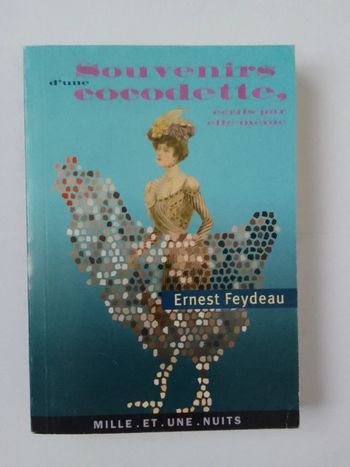 Souvenirs
d'une
cocodette,
écrits par
elle-même
Ernest Feydeau
MILLE.ET.UNE.NUITS